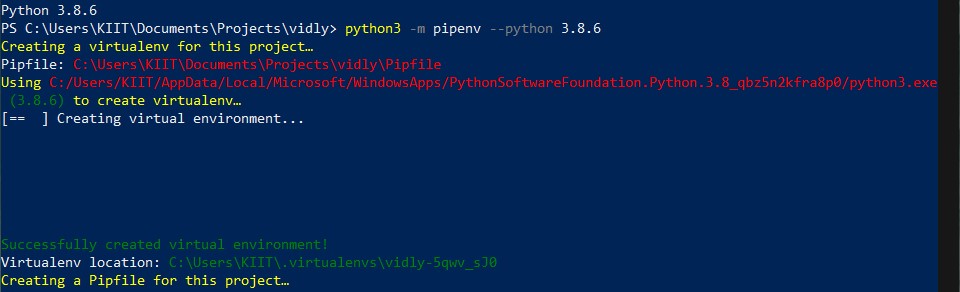 Python 3.8.6
PS C:\Users\KIIT\Documents\Projects\vidly> python3 -m pipenv --python 3.8.6
Creating a virtualenv for this project…
Pipfile: C:\Users\KIIT\Documents\Projects\vidly\Pipfile
Using C:/Users/KIIT/AppData/Local/Microsoft/WindowsApps/PythonSoftwareFoundation.Python.3.8_qbz5n2kfra8p0/python3.exe
(3.8.6) to create virtualenv…
[==  ] Creating virtual environment...
Successfully created virtual environment!
Virtualenv location: C:\Users\KIIT\.virtualenvs\vidly-5qwv_sJ0
Creating a Pipfile for this project…